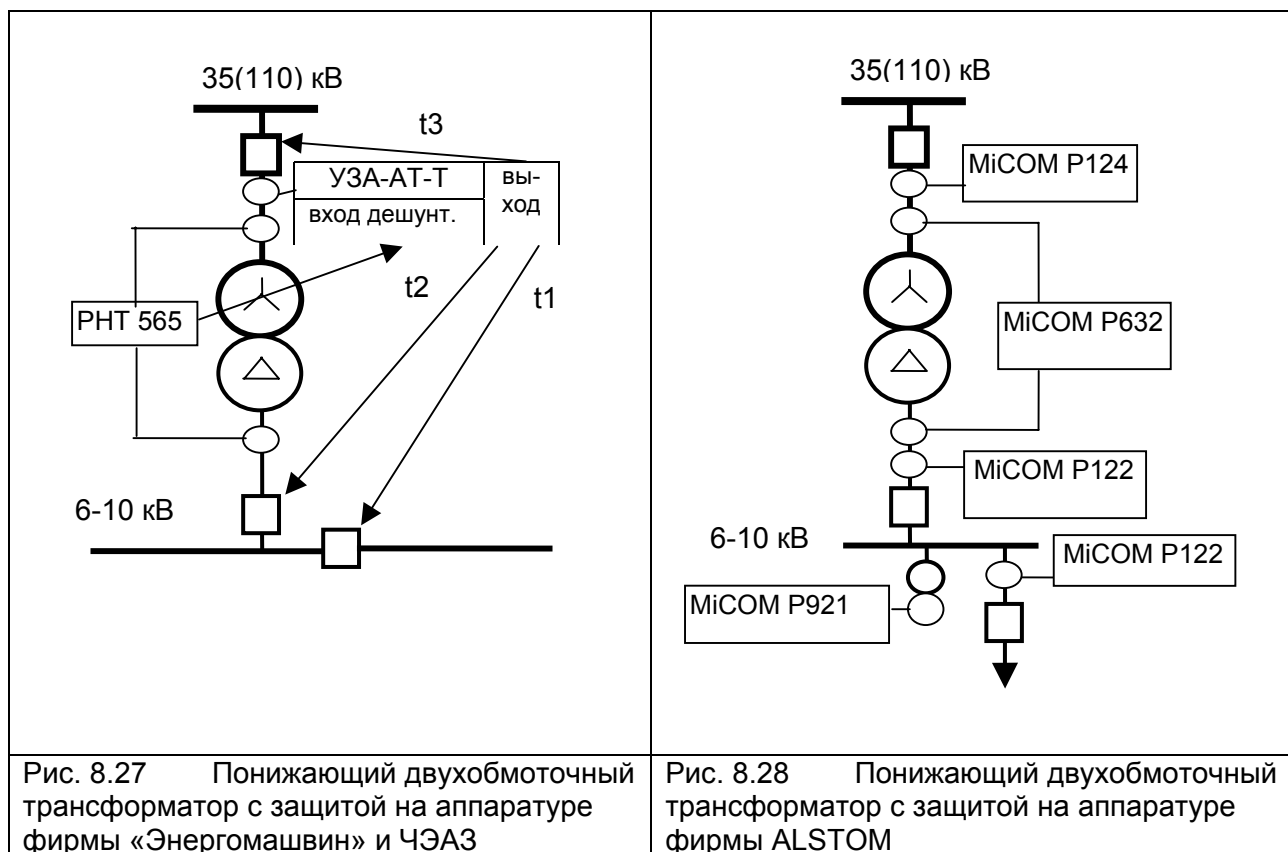 35(110) кВ
t3
УЗА-АТ-Т
вы-
ход
вход дешунт.
t2
t1
РНТ 565
6-10 кВ
Рис. 8.27 Понижающий двухобмоточный
трансформатор с защитой на аппаратуре
фирмы «Энергомашвин» и ЧЭАЗ
35(110) кВ
MiCOM P124
MiCOM P632
MiCOM P122
6-10 кВ
MiCOM P122
MiCOM P921
Рис. 8.28 Понижающий двухобмоточный
трансформатор с защитой на аппаратуре
фирмы ALSTOM